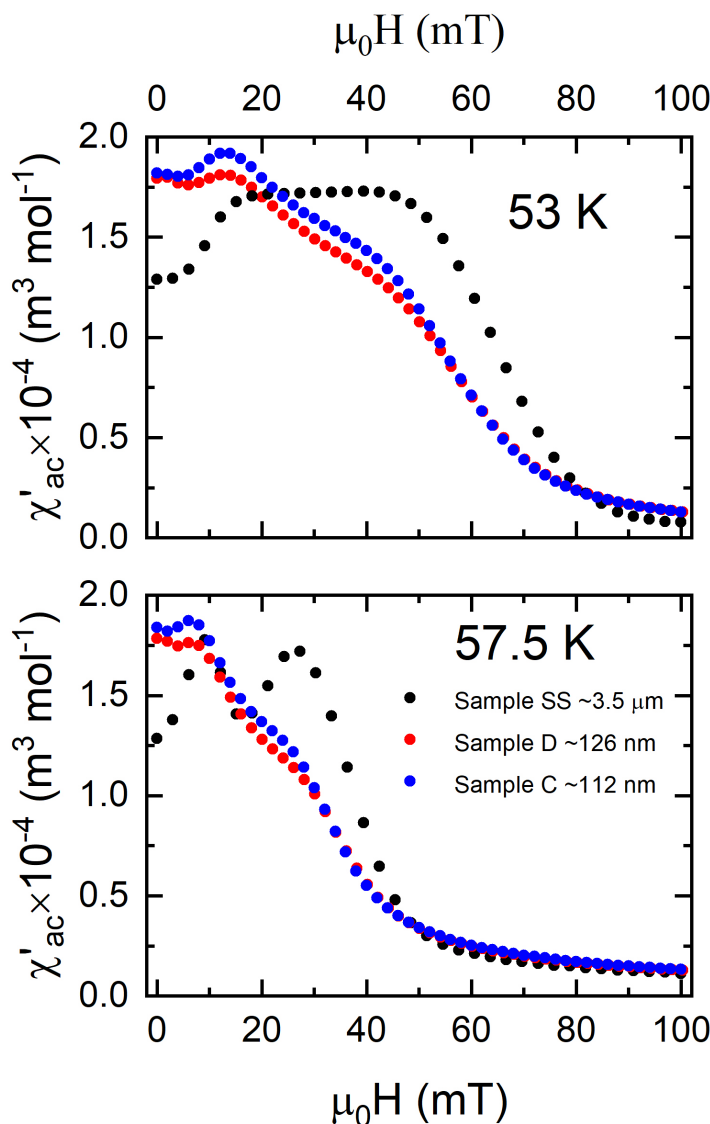 μ₀H (mT)
0 20 40 60 80 100
2.0
1.5
1.0
0.5
0.0
χ'ac×10⁻⁴ (m³ mol⁻¹)
53 K
2.0
1.5
1.0
0.5
0.0
χ'ac×10⁻⁴ (m³ mol⁻¹)
57.5 K
Sample SS ~3.5 μm
Sample D ~126 nm
Sample C ~112 nm
0 20 40 60 80 100
μ₀H (mT)